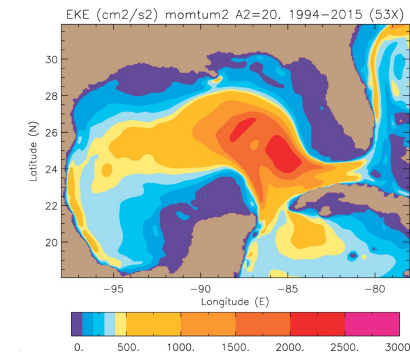 EKE (cm2/s2) momtum2 A2=20. 1994-2015 (53X)
30
28
26
24
22
20
Latitude (N)
-95 -90 -85 -80
Longitude (E)
0. 500. 1000. 1500. 2000. 2500. 3000